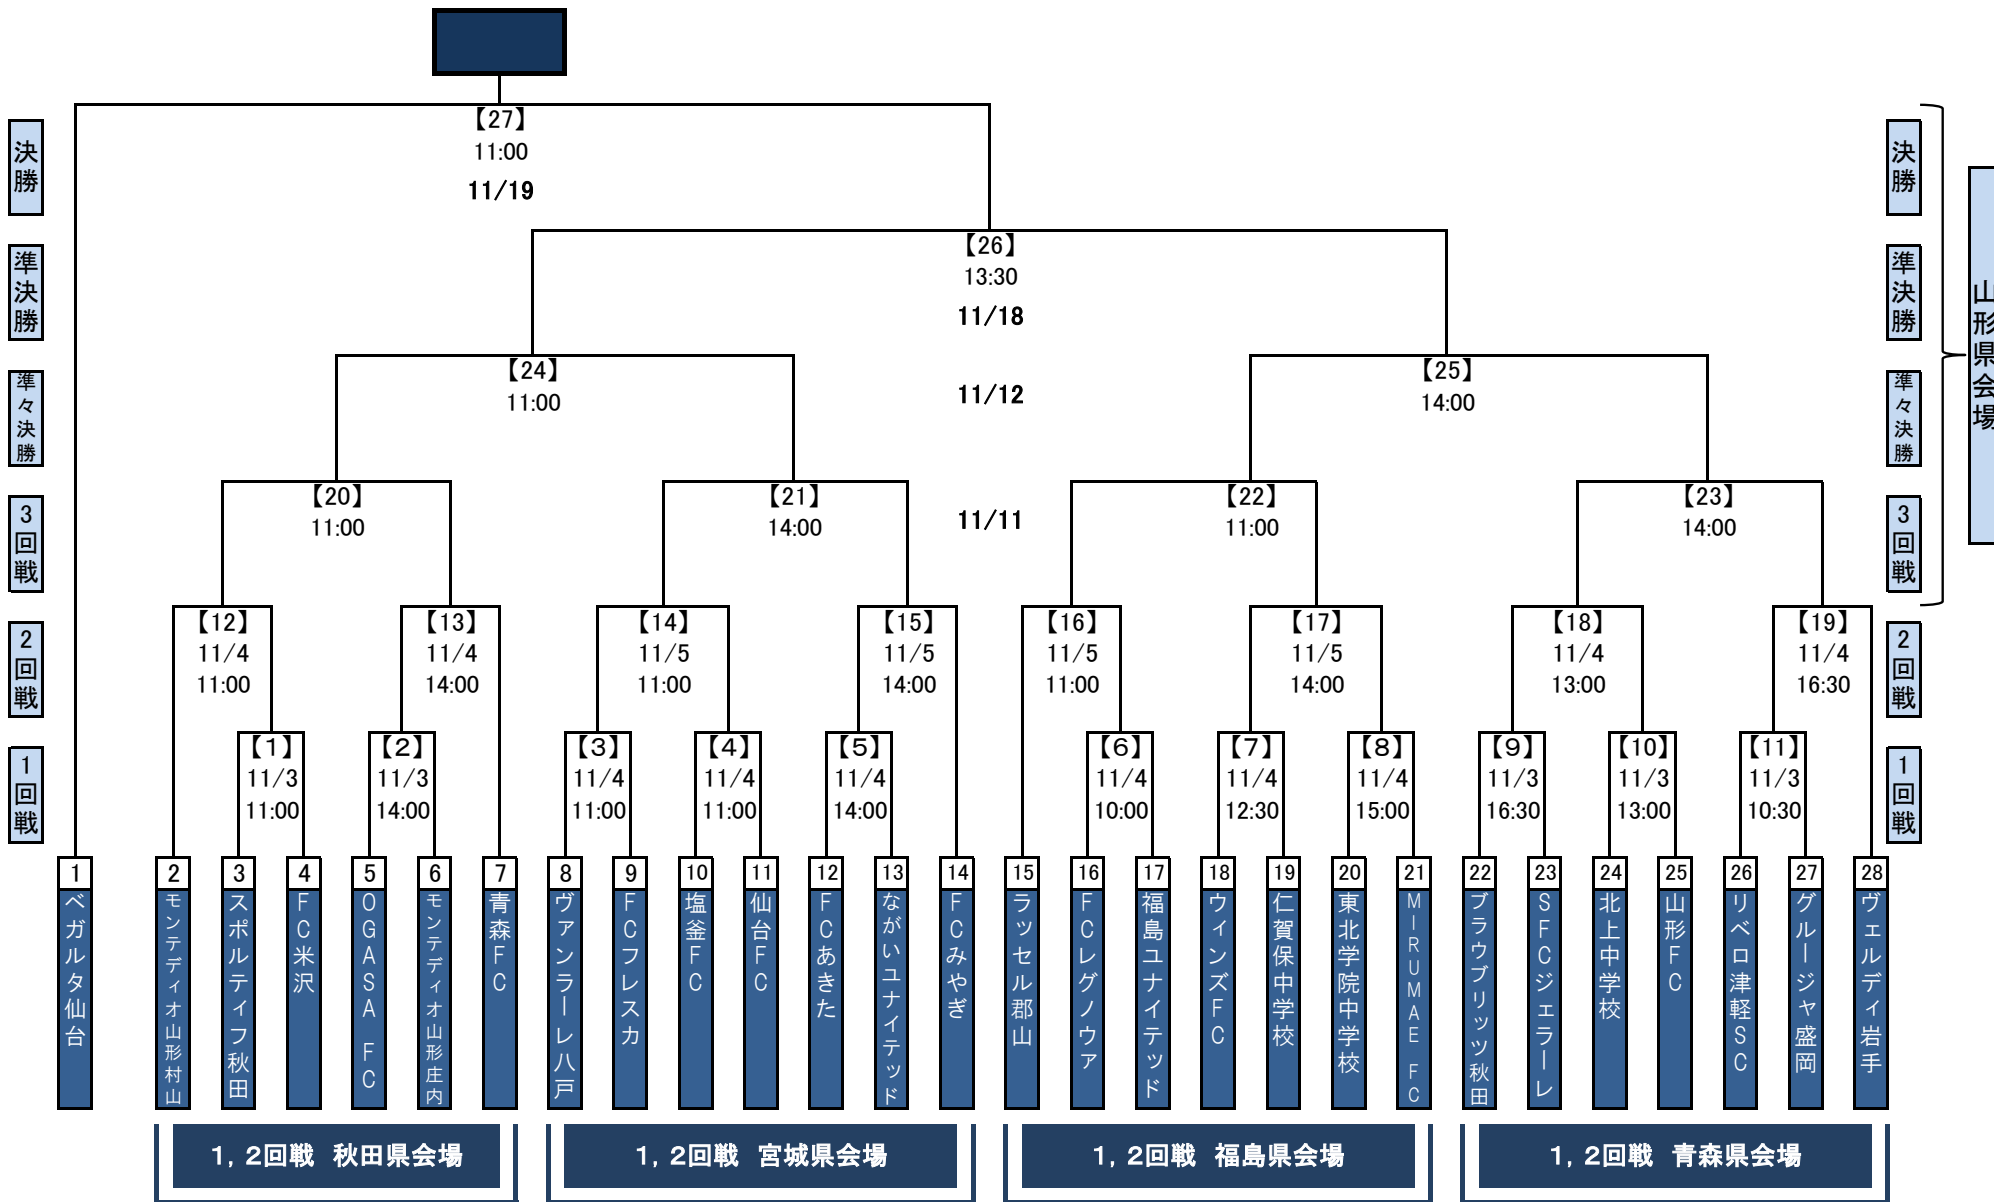 【27】
11:00
11/19
決勝
決勝
【26】
13:30
11/18
準決勝
準決勝
山形県会場
【24】
11:00
11/12
【25】
14:00
準々決勝
準々決勝
【20】
11:00
【21】
14:00
11/11
【22】
11:00
【23】
14:00
3回戦
3回戦
【12】
11/4
11:00
【13】
11/4
14:00
【14】
11/5
11:00
【15】
11/5
14:00
【16】
11/5
11:00
【17】
11/5
14:00
【18】
11/4
13:00
【19】
11/4
16:30
2回戦
2回戦
【1】
11/3
11:00
【2】
11/3
14:00
【3】
11/4
11:00
【4】
11/4
11:00
【5】
11/4
14:00
【6】
11/4
10:00
【7】
11/4
12:30
【8】
11/4
15:00
【9】
11/3
16:30
【10】
11/3
13:00
【11】
11/3
10:30
1回戦
1回戦
1
ベガルタ仙台
2
モンテディオ山形村山
3
スポルティフ秋田
4
FC米沢
5
OGASA FC
6
モンテディオ山形庄内
7
青森FC
8
ヴァンラーレ八戸
9
FCフレスカ
10
塩釜FC
11
仙台FC
12
FCあきた
13
ながいユナイテッド
14
FCみやぎ
15
ラッセル郡山
16
FCレグノウァ
17
福島ユナイテッド
18
ウィンズFC
19
仁賀保中学校
20
東北学院中学校
21
MIRUMAE FC
22
ブラウブリッツ秋田
23
SFCジェラーレ
24
北上中学校
25
山形FC
26
リベロ津軽SC
27
グルージャ盛岡
28
ヴェルディ岩手
1,2回戦 秋田県会場
1,2回戦 宮城県会場
1,2回戦 福島県会場
1,2回戦 青森県会場